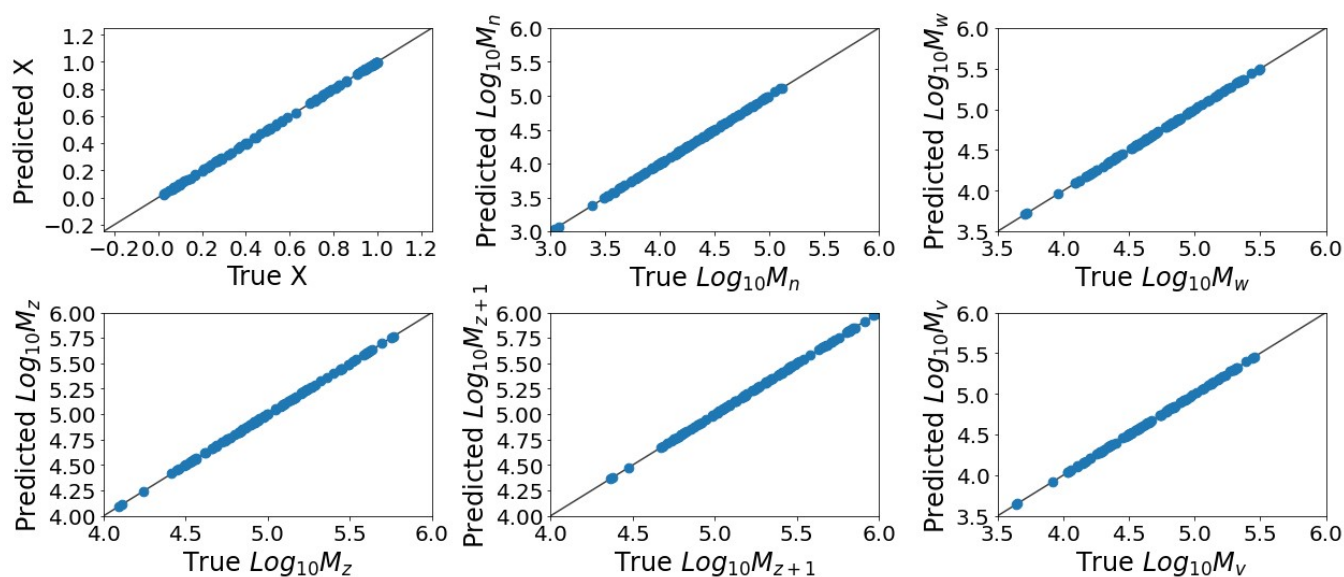 Predicted X
1.2
1.0
0.8
0.6
0.4
0.2
0.0
−0.2
−0.2 0.0 0.2 0.4 0.6 0.8 1.0 1.2
True X
Predicted Log₁₀Mₙ
6.0
5.5
5.0
4.5
4.0
3.5
3.0
3.0 3.5 4.0 4.5 5.0 5.5 6.0
True Log₁₀Mₙ
Predicted Log₁₀M_w
6.0
5.5
5.0
4.5
4.0
3.5
3.5 4.0 4.5 5.0 5.5 6.0
True Log₁₀M_w
Predicted Log₁₀M_z
6.00
5.75
5.50
5.25
5.00
4.75
4.50
4.25
4.00
4.0 4.5 5.0 5.5 6.0
True Log₁₀M_z
Predicted Log₁₀M_{z+1}
6.00
5.75
5.50
5.25
5.00
4.75
4.50
4.25
4.00
4.0 4.5 5.0 5.5 6.0
True Log₁₀M_{z+1}
Predicted Log₁₀M_v
6.0
5.5
5.0
4.5
4.0
3.5
3.5 4.0 4.5 5.0 5.5 6.0
True Log₁₀M_v